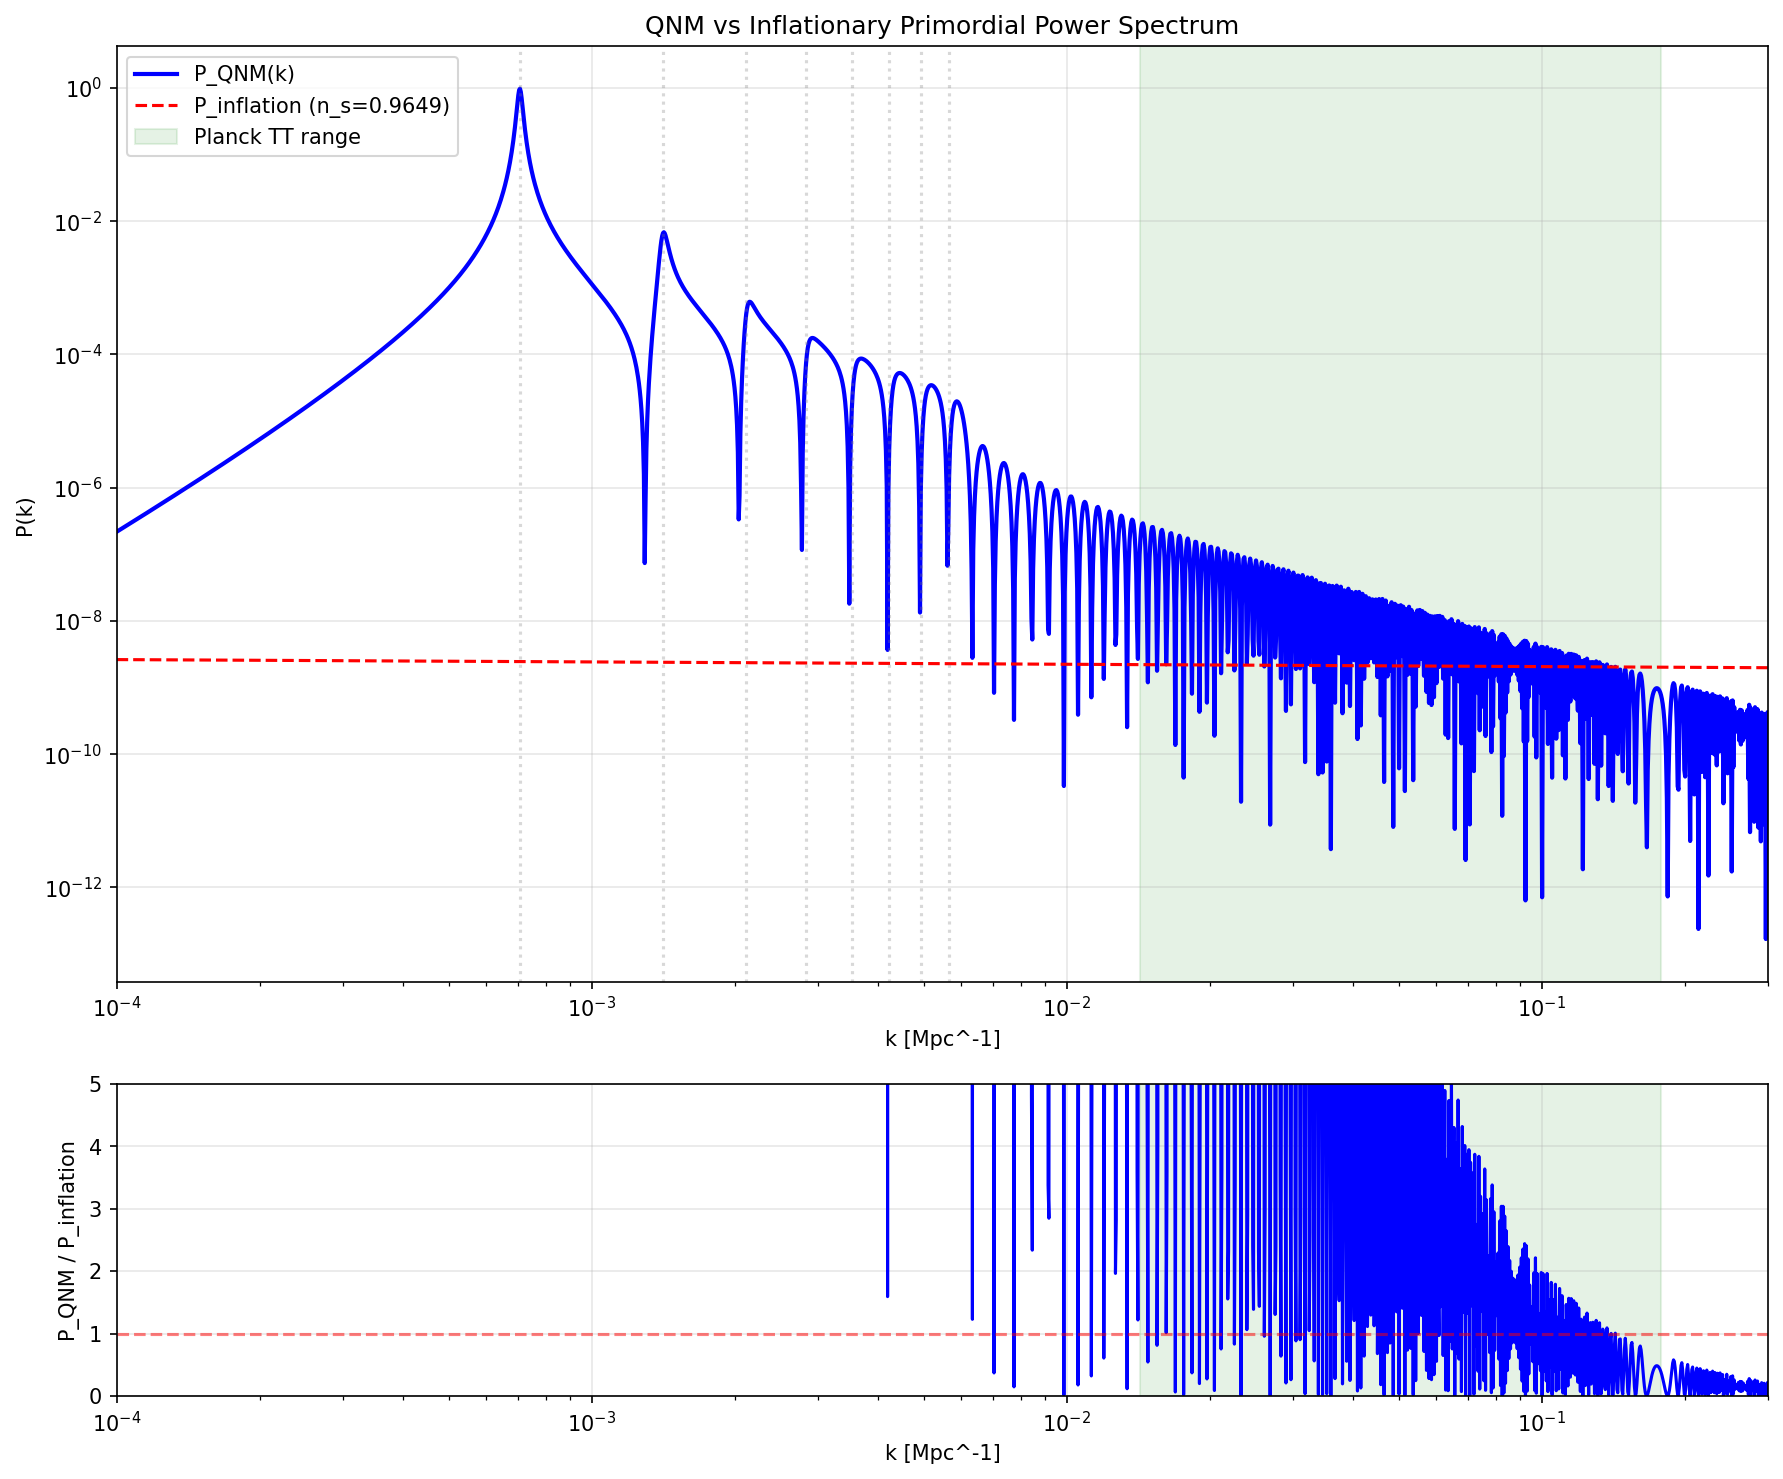 QNM vs Inflationary Primordial Power Spectrum
P_QNM(k)
P_inflation (n_s=0.9649)
Planck TT range
P(k)
10⁰
10⁻²
10⁻⁴
10⁻⁶
10⁻⁸
10⁻¹⁰
10⁻¹²
10⁻⁴ 10⁻³ 10⁻² 10⁻¹
k [Mpc^-1]
P_QNM / P_inflation
5
4
3
2
1
0
10⁻⁴ 10⁻³ 10⁻² 10⁻¹
k [Mpc^-1]